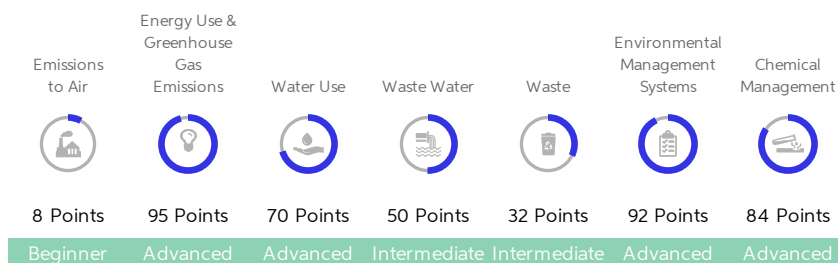 Emissions
to Air
Energy Use &
Greenhouse
Gas
Emissions
Water Use
Waste Water
Waste
Environmental
Management
Systems
Chemical
Management
8 Points
95 Points
70 Points
50 Points
32 Points
92 Points
84 Points
Beginner
Advanced
Advanced
Intermediate
Intermediate
Advanced
Advanced